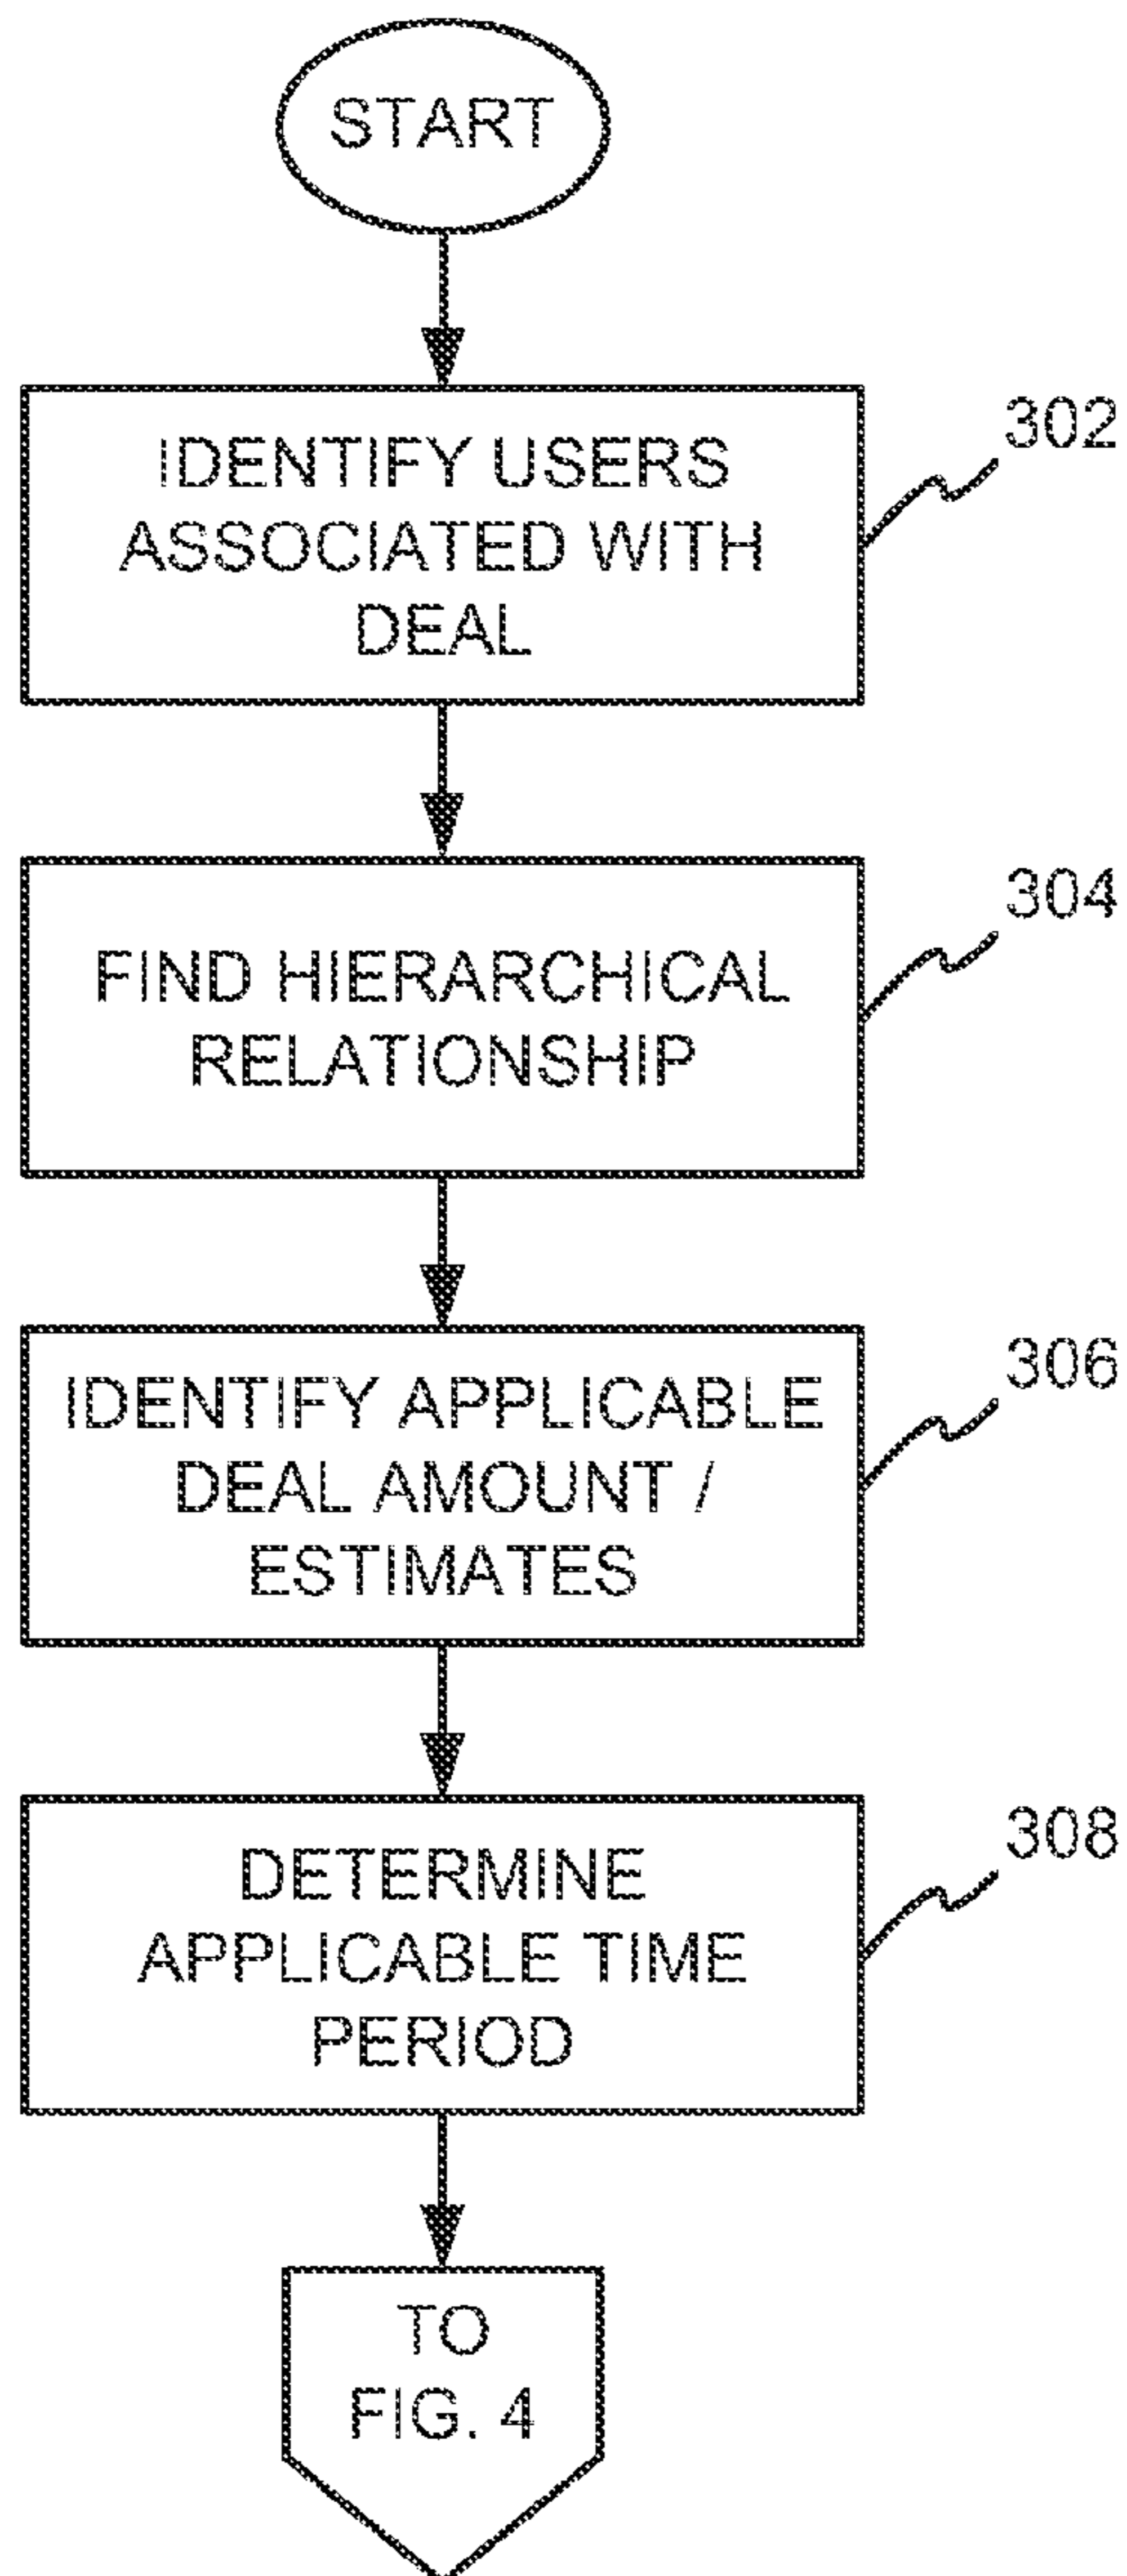 START
IDENTIFY USERS
ASSOCIATED WITH
DEAL
302
FIND HIERARCHICAL
RELATIONSHIP
304
IDENTIFY APPLICABLE
DEAL AMOUNT /
ESTIMATES
306
DETERMINE
APPLICABLE TIME
PERIOD
308
TO
FIG. 4